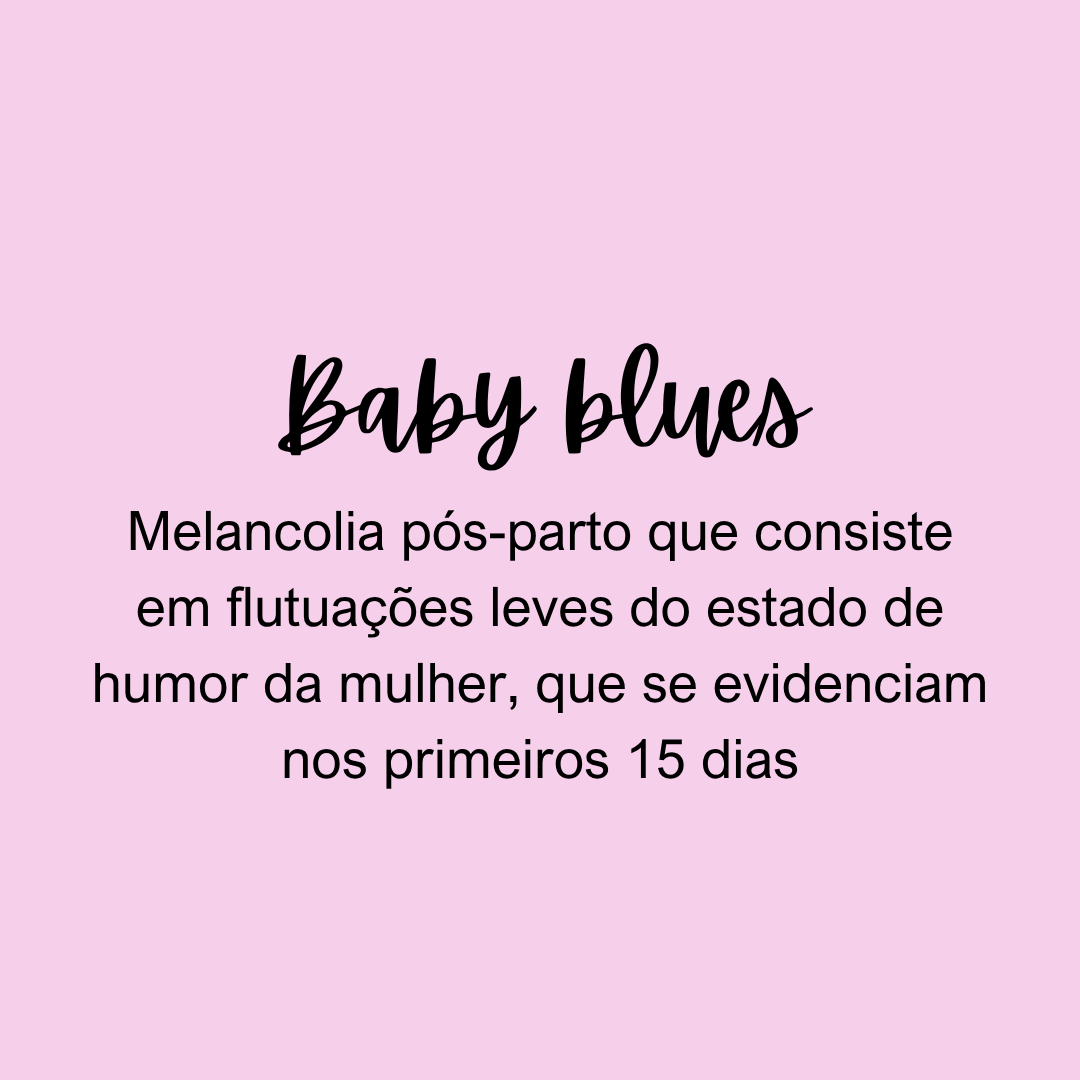 Baby blues
Melancolia pós-parto que consiste
em flutuações leves do estado de
humor da mulher, que se evidenciam
nos primeiros 15 dias